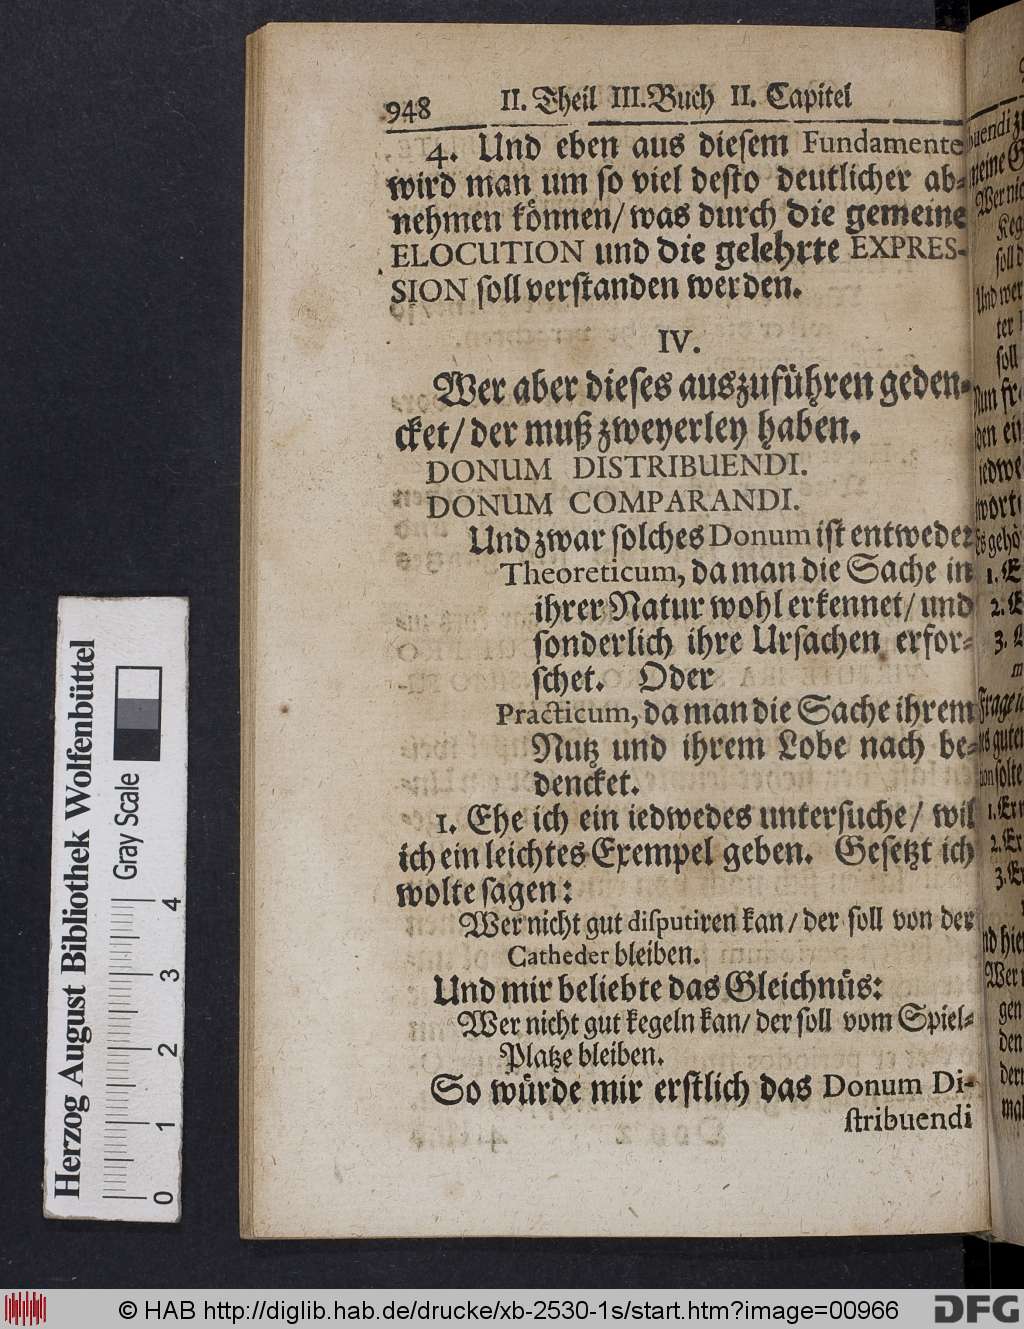 948 II. Theil III. Buch II. Capitel
4. Und eben aus diesem Fundamente
wird man um so viel desto deutlicher ab-
nehmen können/ was durch die gemeine
ELOCUTION und die gelehrte EXPRES-
SION soll verstanden werden.
IV.
Wer aber dieses auszuführen geden-
cket/ der muß zweyerley haben.
DONUM DISTRIBUENDI.
DONUM COMPARANDI.
Und zwar solches Donum ist entweder
Theoreticum, da man die Sache in
ihrer Natur wohl erkennet/ und
sonderlich ihre Ursachen erfor-
schet. Oder
Practicum, da man die Sache ihrem
Nutz und ihrem Lobe nach be-
dencket.
1. Ehe ich ein iedwedes untersuche/ wil
ich ein leichtes Exempel geben. Gesetzt ich
wolte sagen:
Wer nicht gut disputiren kan/ der soll von der
Catheder bleiben.
Und mir beliebte das Gleichnüs:
Wer nicht gut kegeln kan/ der soll vom Spiel-
Platze bleiben.
So würde mir erstlich das Donum Di-
stribuendi
Herzog August Bibliothek Wolfenbüttel
Gray Scale
0 1 2 3 4
© HAB http://diglib.hab.de/drucke/xb-2530-1s/start.htm?image=00966
DFG